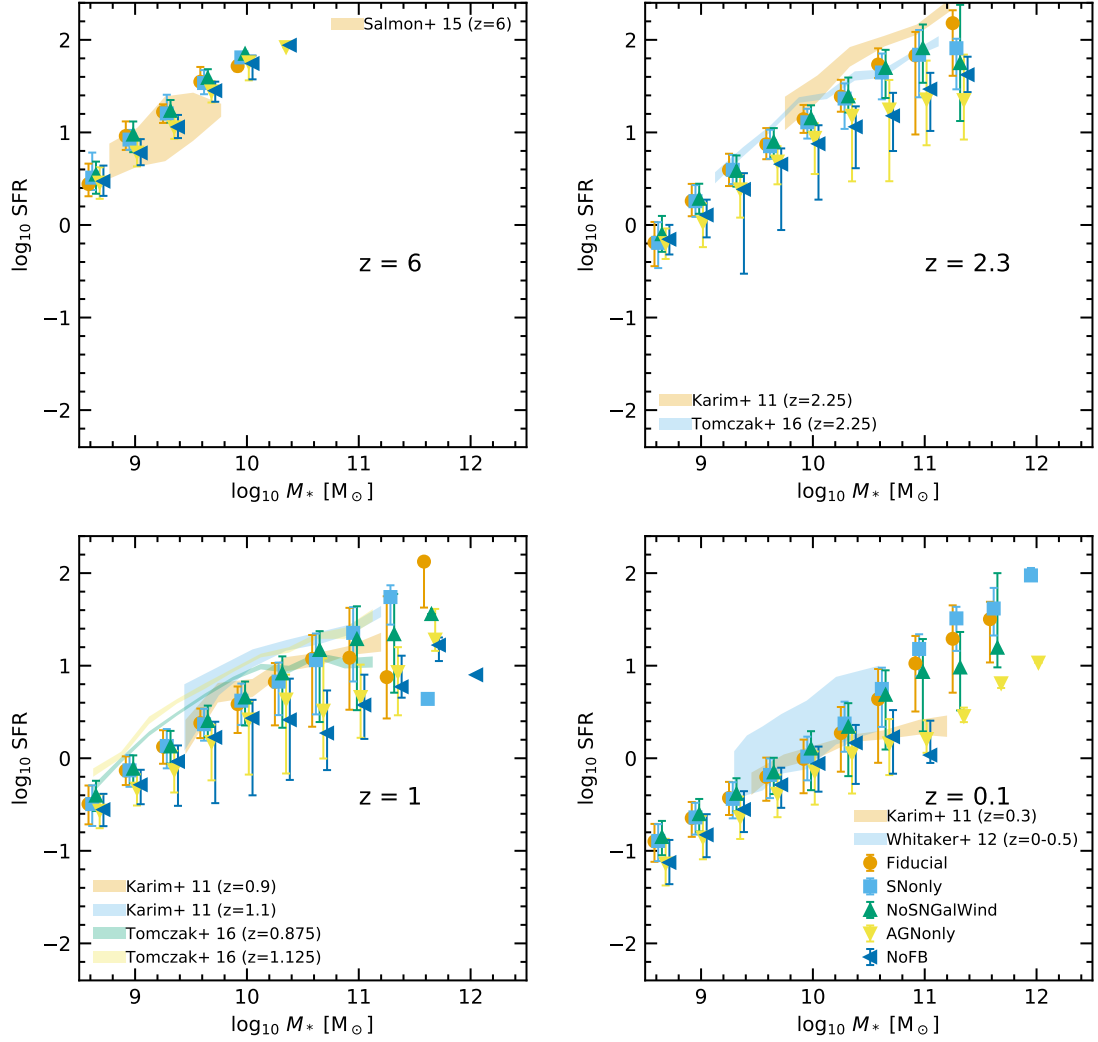 Salmon+ 15 (z=6)
2
1
0
−1
−2
log₁₀ SFR
z = 6
9 10 11 12
log₁₀ M* [M⊙]
2
1
0
−1
−2
log₁₀ SFR
z = 2.3
Karim+ 11 (z=2.25)
Tomczak+ 16 (z=2.25)
9 10 11 12
log₁₀ M* [M⊙]
2
1
0
−1
−2
log₁₀ SFR
z = 1
Karim+ 11 (z=0.9)
Karim+ 11 (z=1.1)
Tomczak+ 16 (z=0.875)
Tomczak+ 16 (z=1.125)
9 10 11 12
log₁₀ M* [M⊙]
2
1
0
−1
−2
log₁₀ SFR
z = 0.1
Karim+ 11 (z=0.3)
Whitaker+ 12 (z=0-0.5)
Fiducial
SNonly
NoSNGalWind
AGNonly
NoFB
9 10 11 12
log₁₀ M* [M⊙]